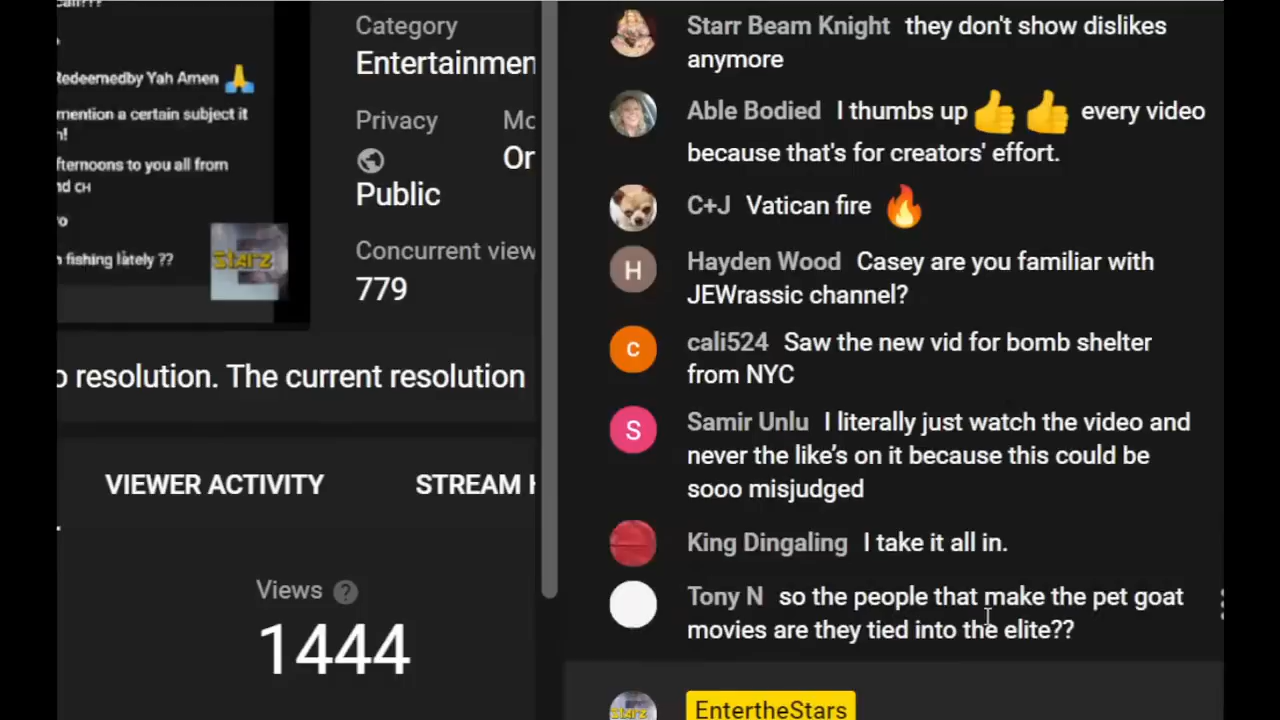 Redeemedby Yah Amen 🙏
mention a certain subject it
fternoons to you all from
nd CH
n fishing lately ??
Starz
Category
Entertainmen
Privacy
Mo
Or
Public
Concurrent view
779
o resolution. The current resolution
VIEWER ACTIVITY
STREAM H
Views ?
1444
Starr Beam Knight they don't show dislikes
anymore
Able Bodied I thumbs up 👍 👍 every video
because that's for creators' effort.
C+J Vatican fire 🔥
H
Hayden Wood Casey are you familiar with
JEWrassic channel?
c
cali524 Saw the new vid for bomb shelter
from NYC
S
Samir Unlu I literally just watch the video and
never the like's on it because this could be
sooo misjudged
King Dingaling I take it all in.
Tony N so the people that make the pet goat
movies are they tied into the elite??
EntertheStars